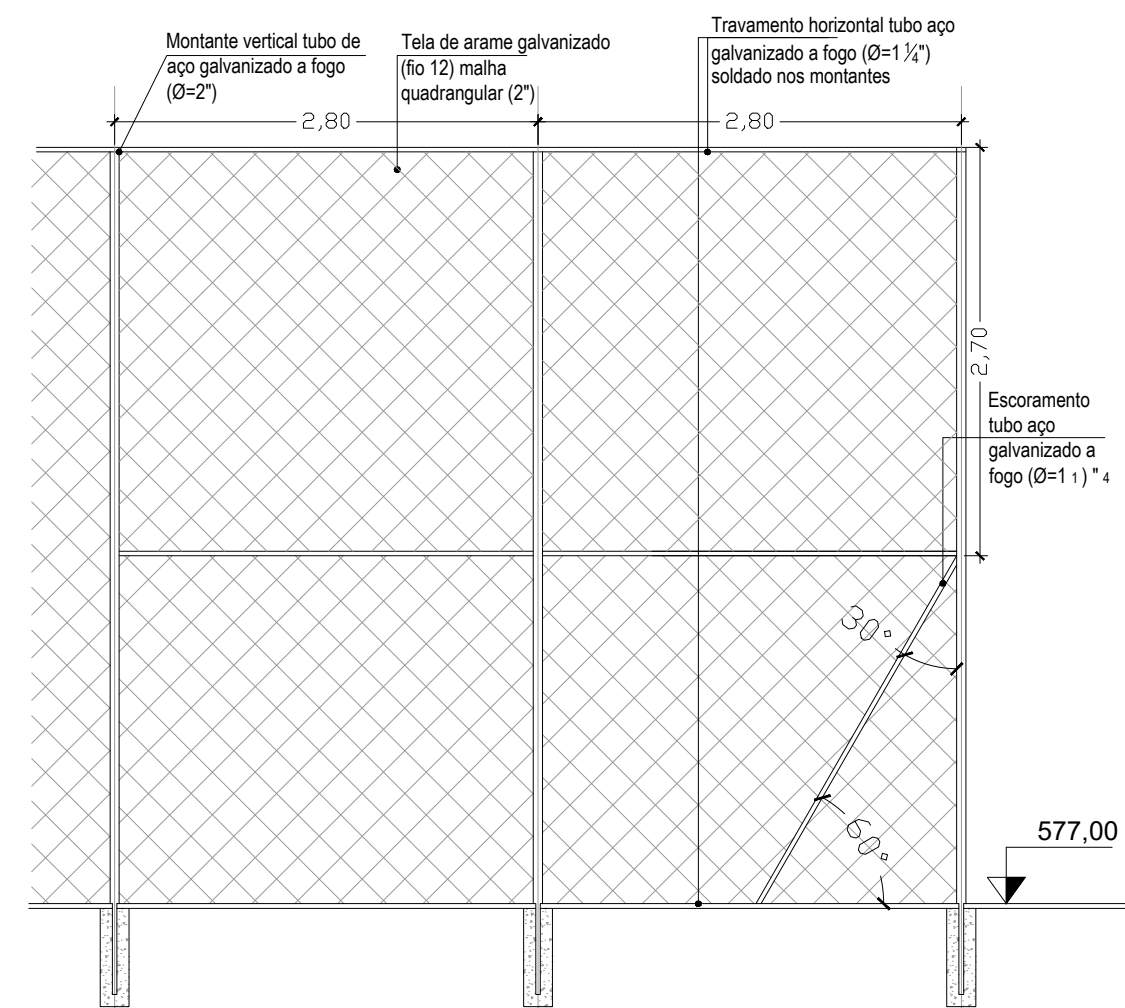 Montante vertical tubo de
aço galvanizado a fogo
(Ø=2")
Tela de arame galvanizado
(fio 12) malha
quadrangular (2")
Travamento horizontal tubo aço
galvanizado a fogo (Ø=1 ¼")
soldado nos montantes
2,80
2,80
2,70
Escoramento
tubo aço
galvanizado a
fogo (Ø=1 1 ) " 4
30°
60°
577,00